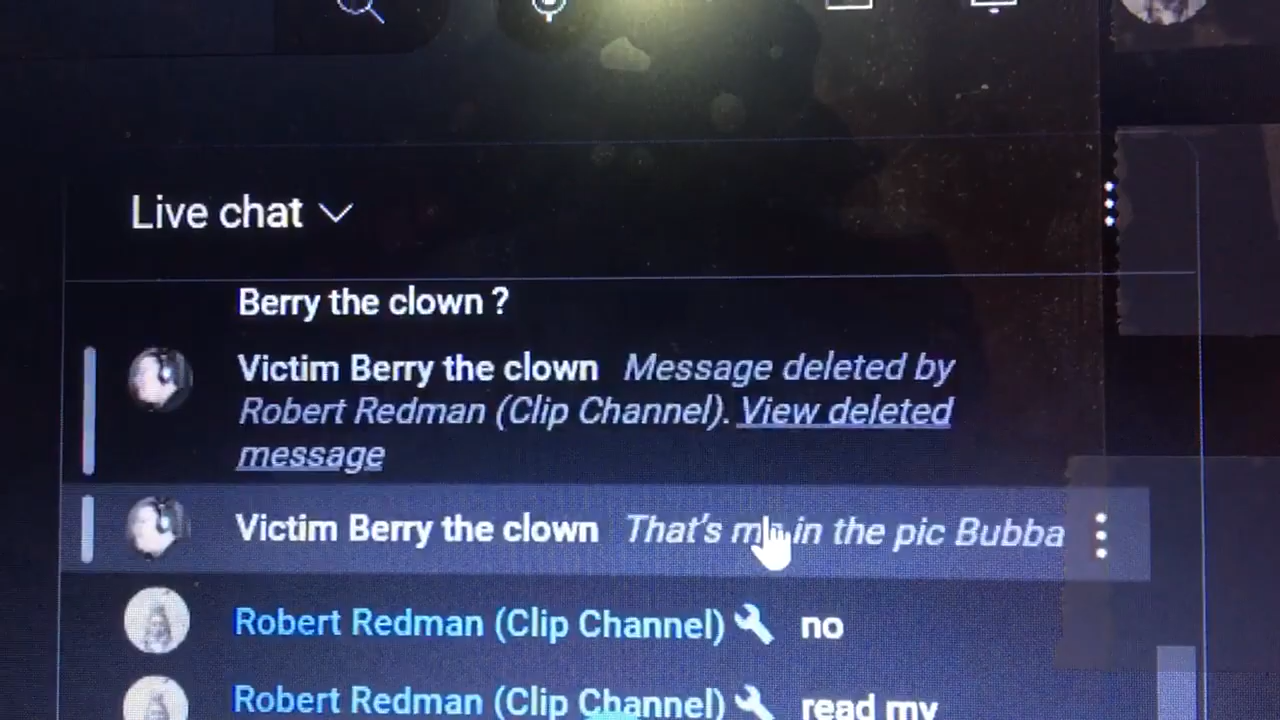 Live chat
Berry the clown ?
Victim Berry the clown Message deleted by
Robert Redman (Clip Channel). View deleted
message
Victim Berry the clown That's in the pic Bubba
Robert Redman (Clip Channel) no
Robert Redman (Clip Channel) read my